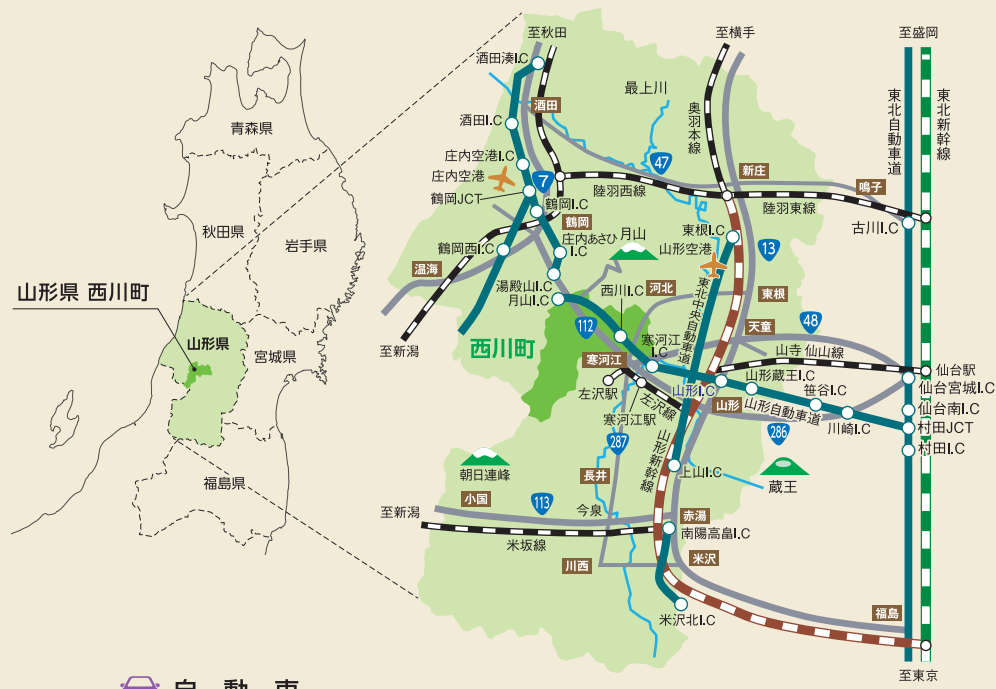 青森県
秋田県
岩手県
山形県 西川町
山形県
宮城県
福島県
至秋田
至横手
至盛岡
酒田湊I.C
最上川
酒田
奥羽本線
東北自動車道
東北新幹線
酒田I.C
庄内空港I.C
47
新庄
庄内空港
7
鳴子
鶴岡JCT
陸羽西線
陸羽東線
鶴岡I.C
鶴岡
古川I.C
東根I.C
庄内あさひI.C
月山
鶴岡西I.C
山形空港
13
温海
湯殿山I.C
西川I.C
河北
東根
月山I.C
東北中央自動車道
112
48
天童
至新潟
西川町
寒河江I.C
山寺 仙山線
寒河江
仙台駅
左沢駅
山形I.C
山形蔵王I.C
仙台宮城I.C
左沢線
笹谷I.C
山形
山形自動車道
仙台南I.C
寒河江駅
川崎I.C
村田JCT
287
山形新幹線
286
村田I.C
朝日連峰
長井
上山I.C
蔵王
小国
113
今泉
赤湯
至新潟
南陽高畠I.C
米坂線
川西
米沢
米沢北I.C
福島
至東京
自動車